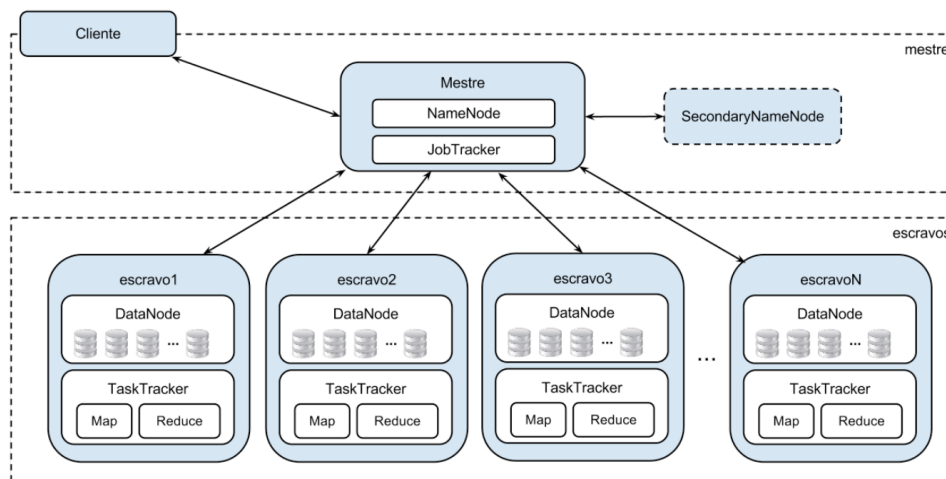 Cliente
mestre
Mestre
NameNode
JobTracker
SecondaryNameNode
escravos
escravo1
DataNode
...
TaskTracker
Map
Reduce
escravo2
DataNode
...
TaskTracker
Map
Reduce
escravo3
DataNode
...
TaskTracker
Map
Reduce
...
escravoN
DataNode
...
TaskTracker
Map
Reduce